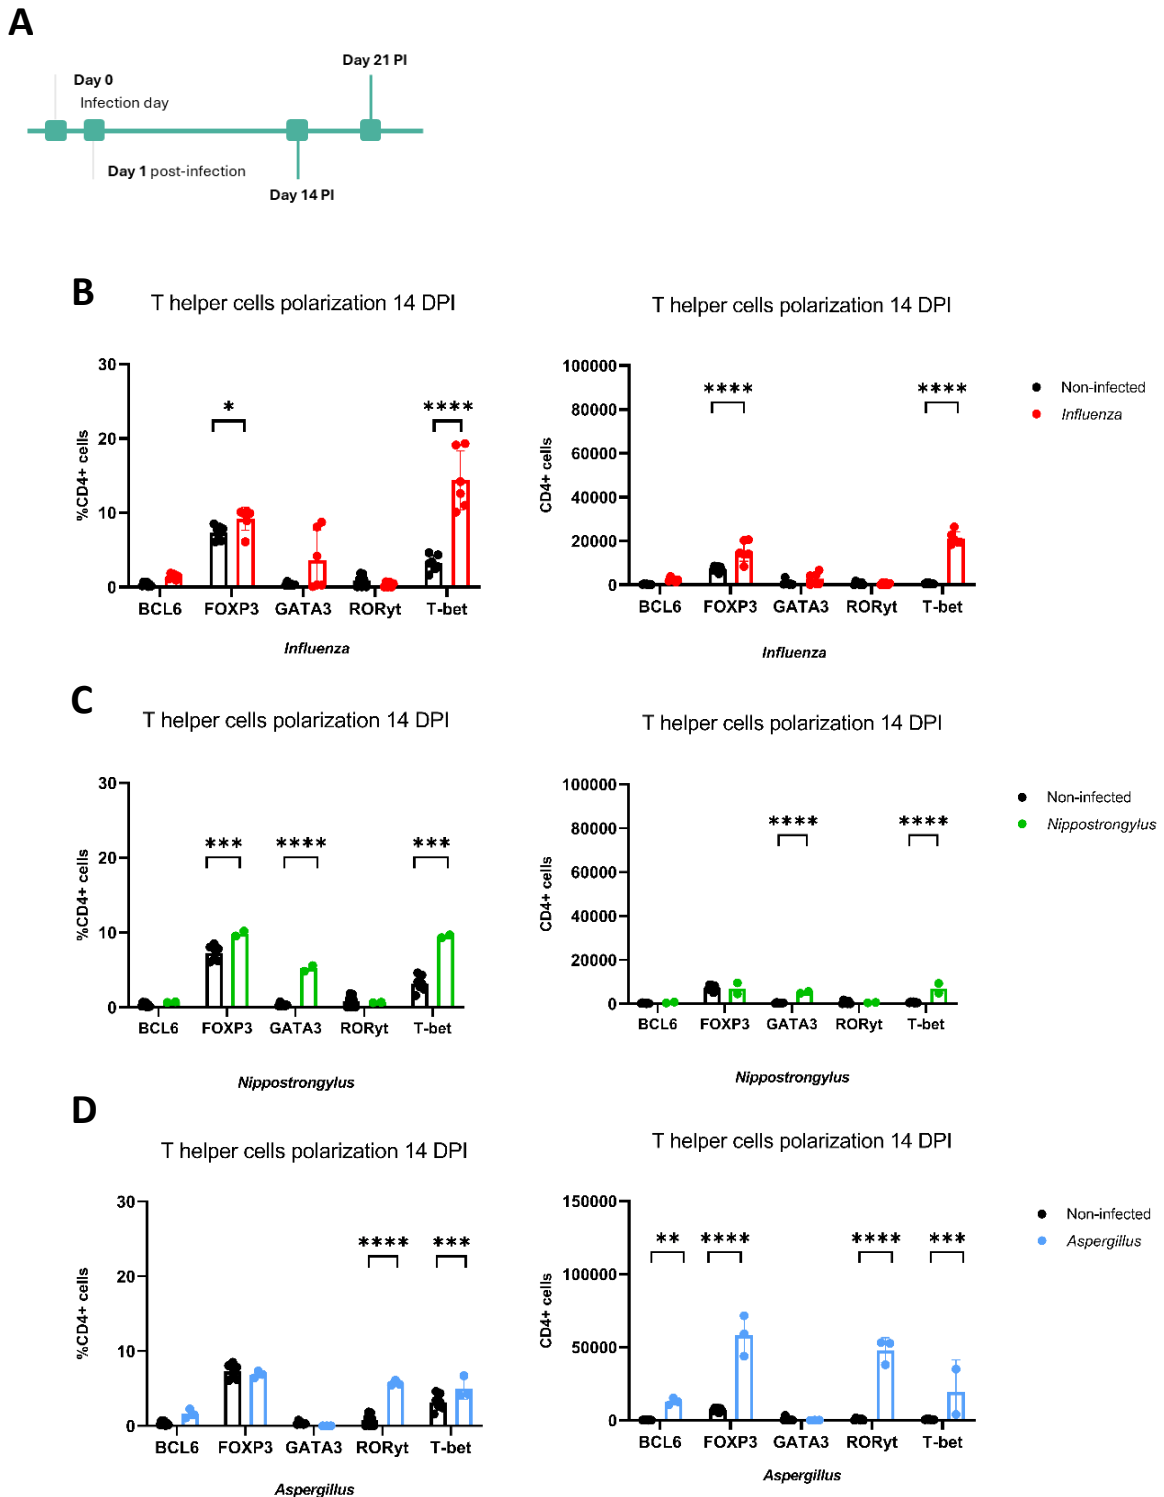 A
Day 0
Infection day
Day 21 PI
Day 1 post-infection
Day 14 PI
B
T helper cells polarization 14 DPI
%CD4+ cells
30
20
10
0
*
****
BCL6 FOXP3 GATA3 RORyt T-bet
Influenza
T helper cells polarization 14 DPI
CD4+ cells
100000
80000
60000
40000
20000
0
****
****
BCL6 FOXP3 GATA3 RORyt T-bet
Influenza
Non-infected
Influenza
C
T helper cells polarization 14 DPI
%CD4+ cells
30
20
10
0
***
****
***
BCL6 FOXP3 GATA3 RORyt T-bet
Nippostrongylus
T helper cells polarization 14 DPI
CD4+ cells
100000
80000
60000
40000
20000
0
****
****
BCL6 FOXP3 GATA3 RORyt T-bet
Nippostrongylus
Non-infected
Nippostrongylus
D
T helper cells polarization 14 DPI
%CD4+ cells
30
20
10
0
****
***
BCL6 FOXP3 GATA3 RORyt T-bet
Aspergillus
T helper cells polarization 14 DPI
CD4+ cells
150000
100000
50000
0
**
****
****
***
BCL6 FOXP3 GATA3 RORyt T-bet
Aspergillus
Non-infected
Aspergillus